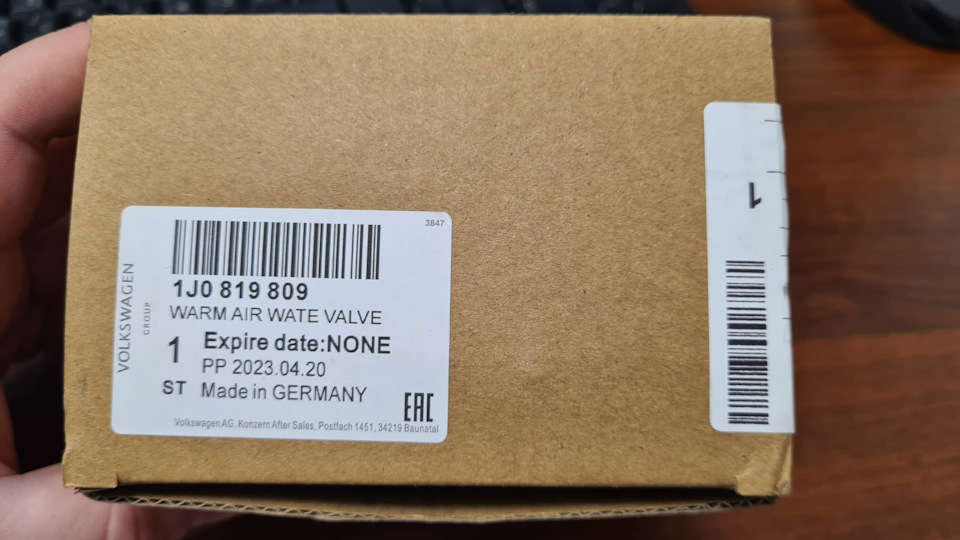 3847
VOLKSWAGEN
GROUP
1J0 819 809
WARM AIR WATE VALVE
1 Expire date:NONE
PP 2023.04.20
ST Made in GERMANY
EAC
Volkswagen AG, Konzern After Sales, Postfach 1451, 34219 Baunatal
1